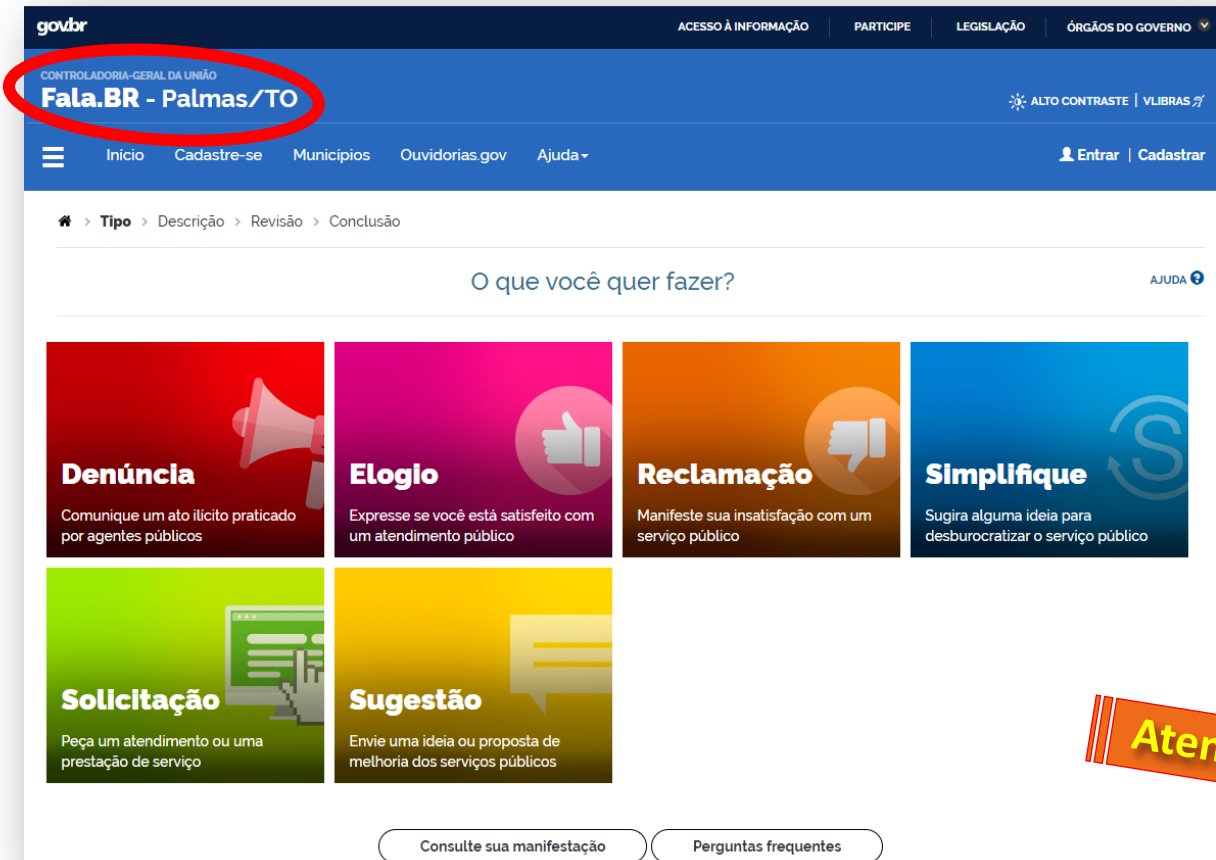 gov.br
ACESSO À INFORMAÇÃO PARTICIPE LEGISLAÇÃO ÓRGÃOS DO GOVERNO
CONTROLADORIA-GERAL DA UNIÃO
Fala.BR - Palmas/TO
ALTO CONTRASTE | VLIBRAS
Início Cadastre-se Municípios Ouvidorias.gov Ajuda
Entrar | Cadastrar
> Tipo > Descrição > Revisão > Conclusão
O que você quer fazer?
AJUDA
Denúncia
Comunique um ato ilícito praticado
por agentes públicos
Elogio
Expresse se você está satisfeito com
um atendimento público
Reclamação
Manifeste sua insatisfação com um
serviço público
Simplifique
Sugira alguma ideia para
desburocratizar o serviço público
Solicitação
Peça um atendimento ou uma
prestação de serviço
Sugestão
Envie uma ideia ou proposta de
melhoria dos serviços públicos
Consulte sua manifestação Perguntas frequentes